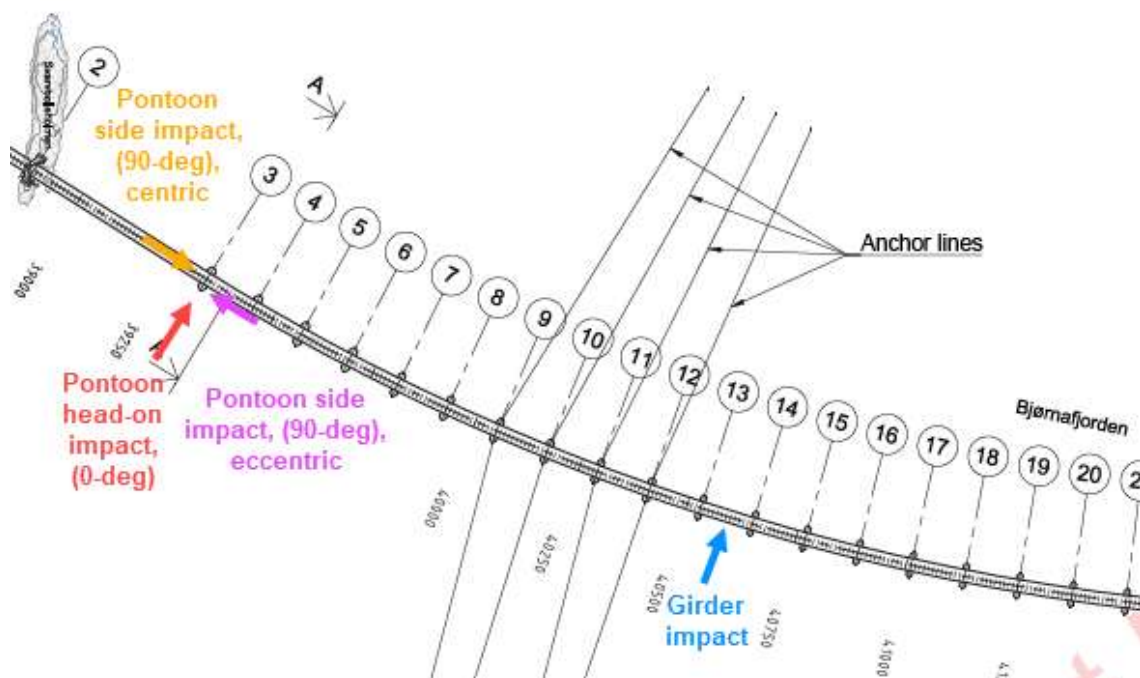 2
A
Pontoon
side impact,
(90-deg),
centric
3
4
5
6
7
8
9
10
11
12
13
14
15
16
17
18
19
20
2
Anchor lines
Bjørnafjorden
39000
39250
A
Pontoon
head-on
impact,
(0-deg)
Pontoon side
impact, (90-deg),
eccentric
40000
40250
40500
40750
41000
Girder
impact